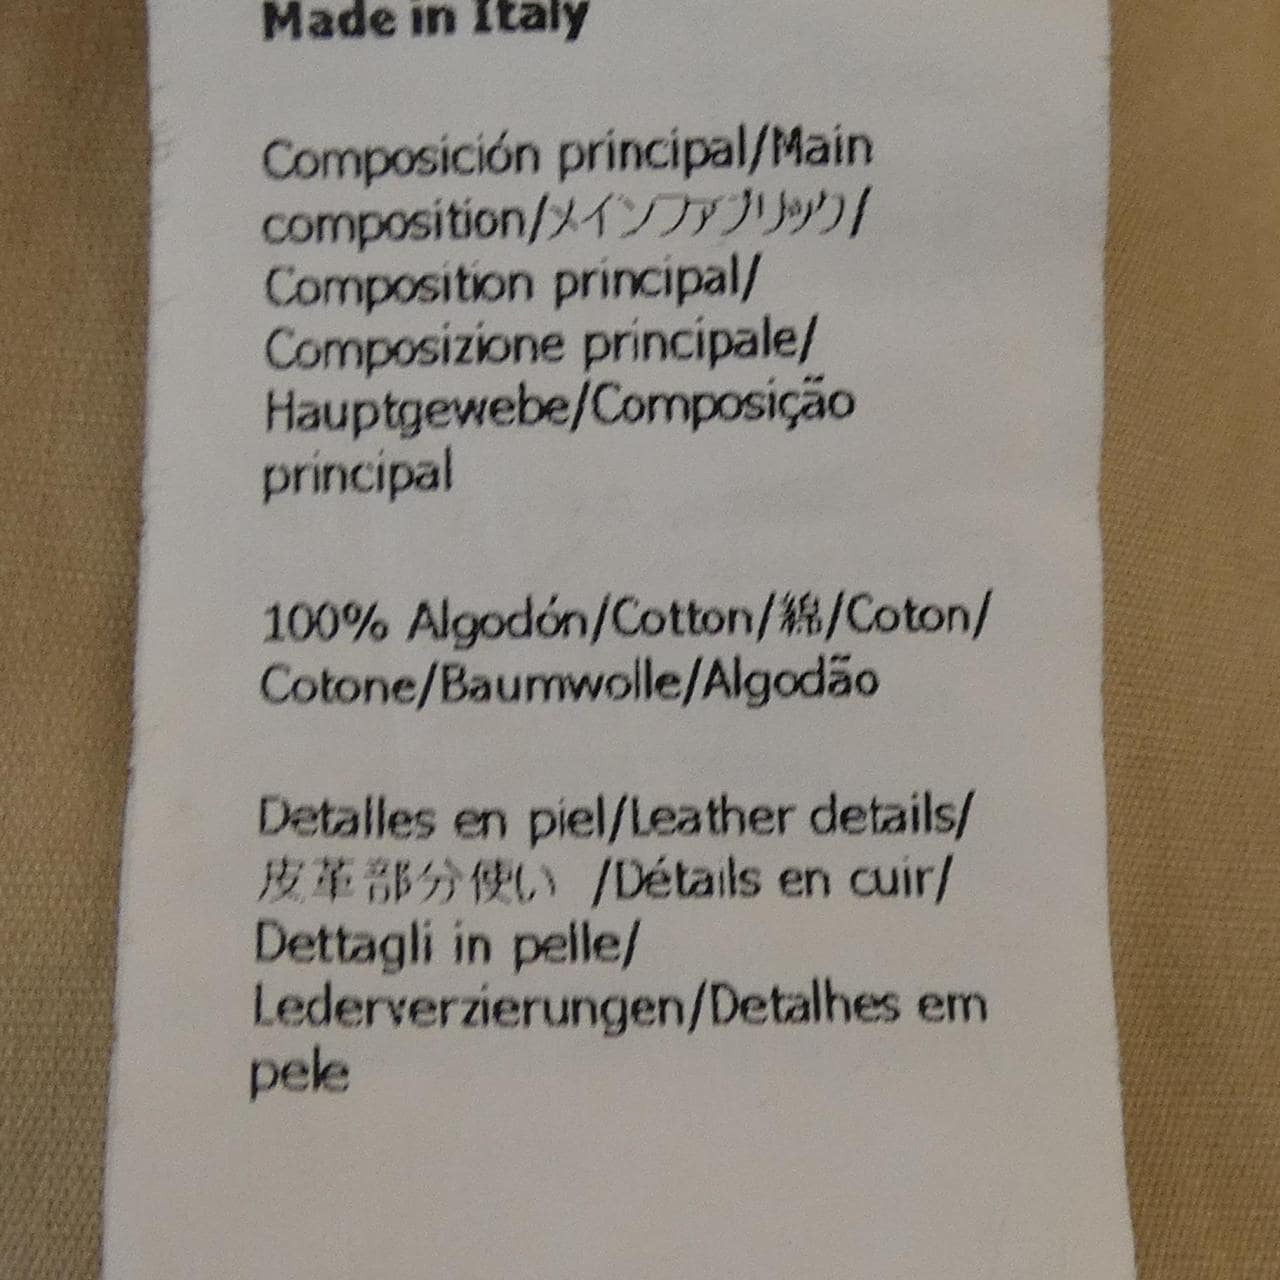 Made in Italy
Composición principal/Main
composition/メインファブリック/
Composition principal/
Composizione principale/
Hauptgewebe/Composição
principal
100% Algodón/Cotton/綿/Coton/
Cotone/Baumwolle/Algodão
Detalles en piel/Leather details/
皮革部分使い /Détails en cuir/
Dettagli in pelle/
Lederverzierungen/Detalhes em
pele